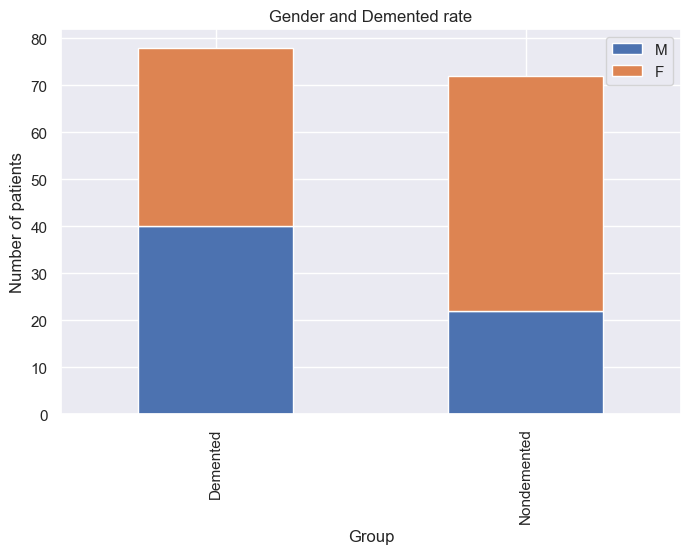 Gender and Demented rate
M
F
80
70
60
50
40
30
20
10
0
Number of patients
Demented
Nondemented
Group